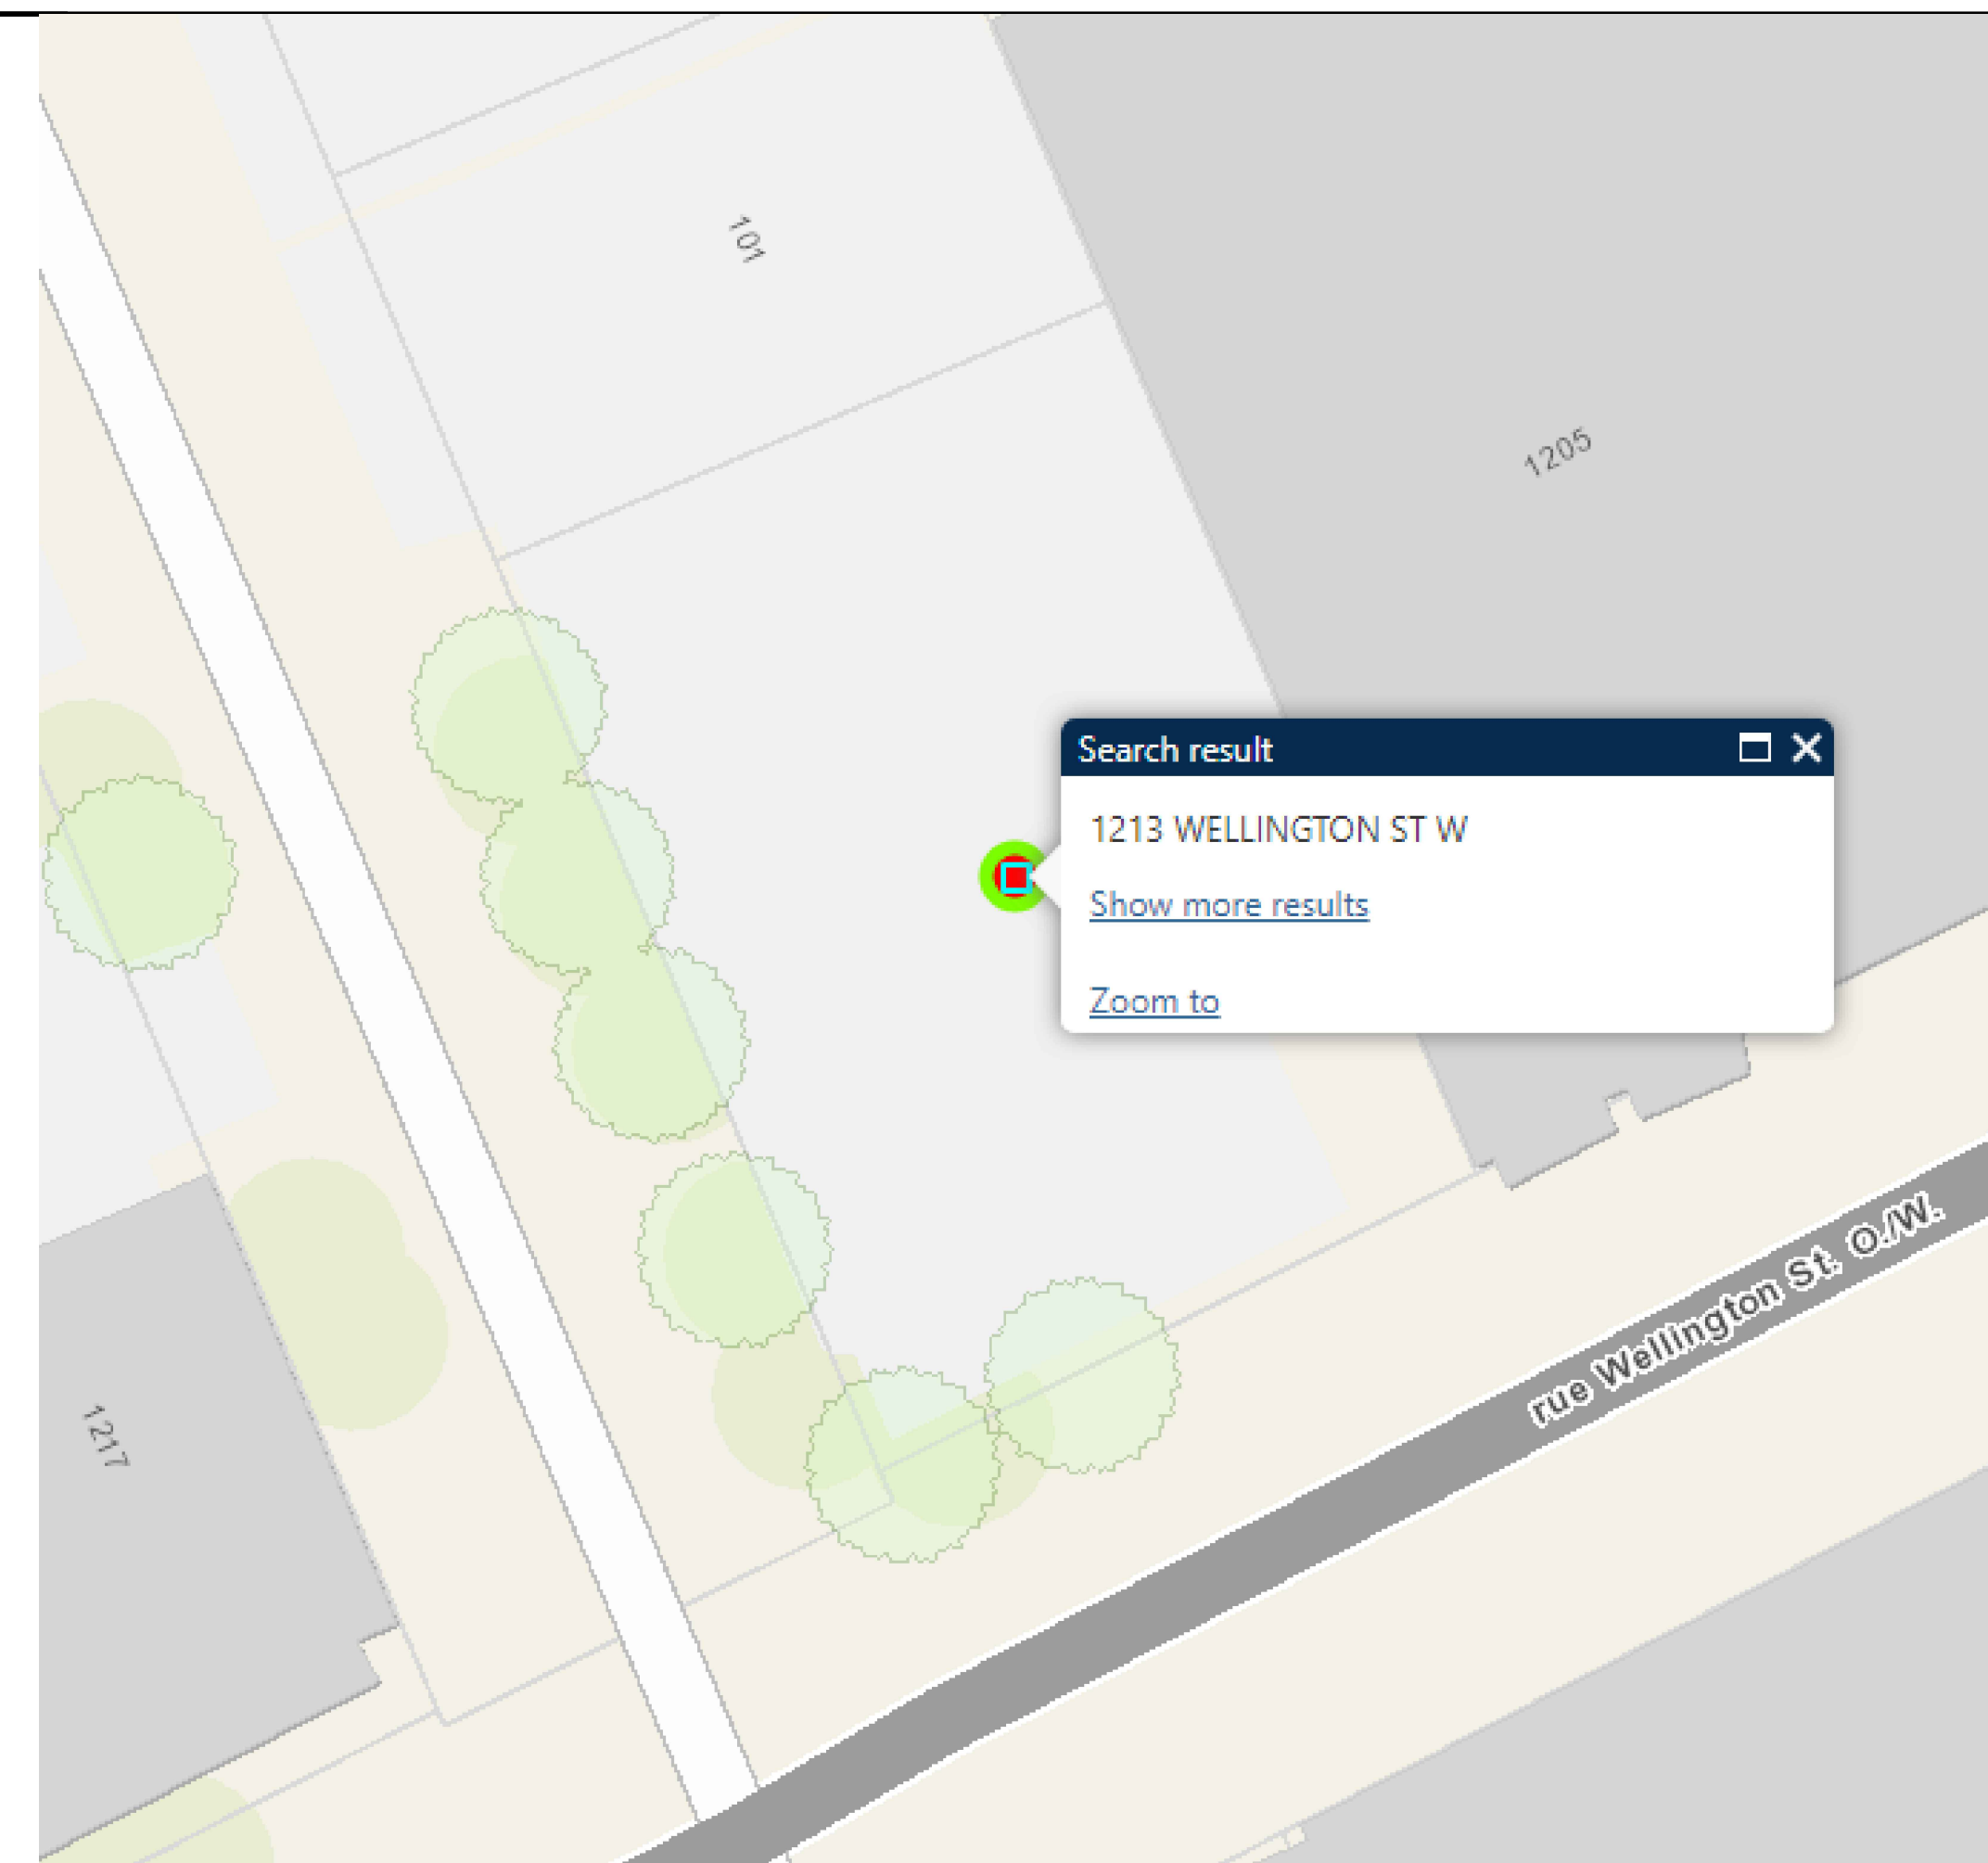 101
1205
Search result
1213 WELLINGTON ST W
Show more results
Zoom to
rue Wellington St. O./W.
1217